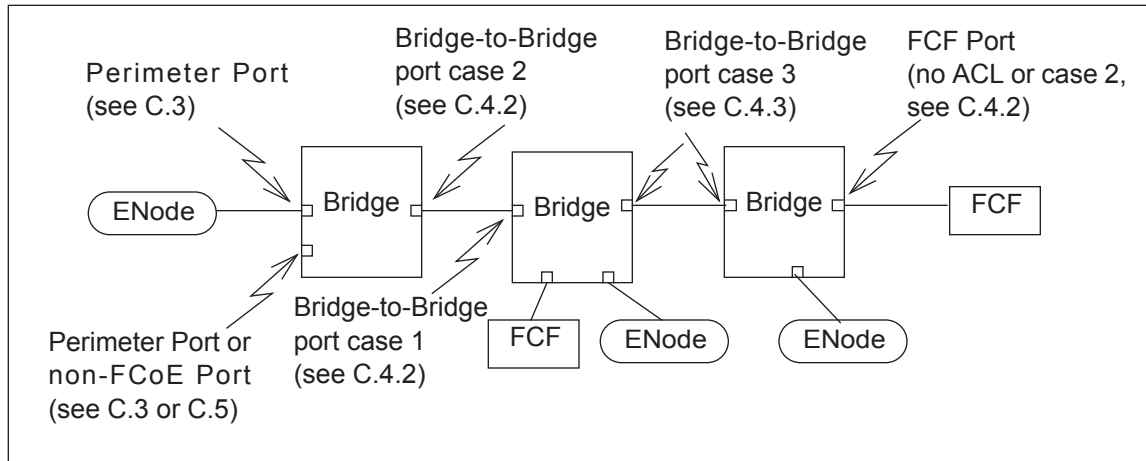 Perimeter Port
(see C.3)
Bridge-to-Bridge
port case 2
(see C.4.2)
Bridge-to-Bridge
port case 3
(see C.4.3)
FCF Port
(no ACL or case 2,
see C.4.2)
ENode
Bridge
Bridge
Bridge
FCF
Perimeter Port or
non-FCoE Port
(see C.3 or C.5)
Bridge-to-Bridge
port case 1
(see C.4.2)
FCF
ENode
ENode